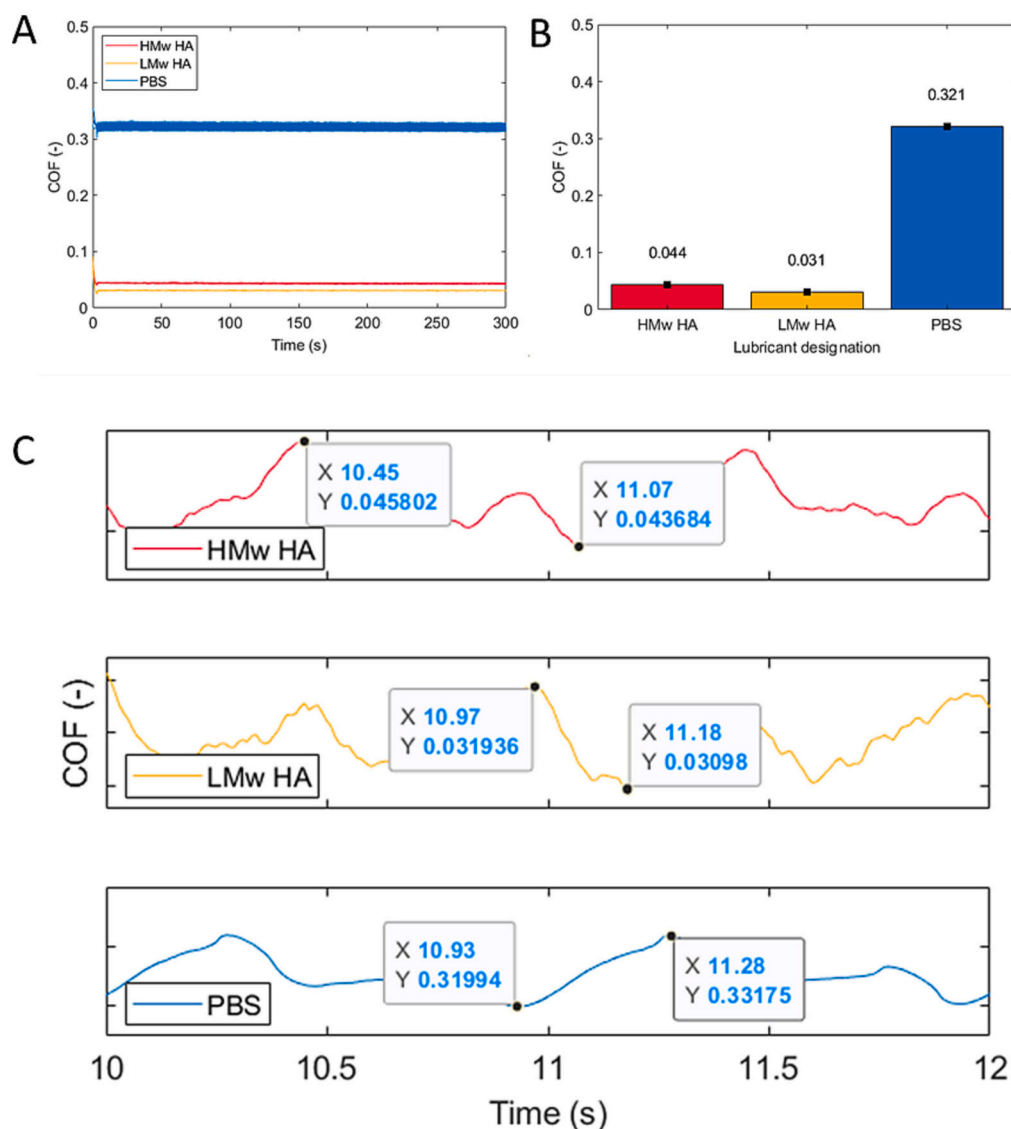 A
0.5
0.4
0.3
0.2
0.1
0
COF (-)
HMw HA
LMw HA
PBS
0 50 100 150 200 250 300
Time (s)
B
0.5
0.4
0.3
0.2
0.1
0
COF (-)
0.044
0.031
0.321
HMw HA LMw HA PBS
Lubricant designation
C
X 10.45
Y 0.045802
X 11.07
Y 0.043684
HMw HA
COF (-)
X 10.97
Y 0.031936
X 11.18
Y 0.03098
LMw HA
X 10.93
Y 0.31994
X 11.28
Y 0.33175
PBS
10 10.5 11 11.5 12
Time (s)